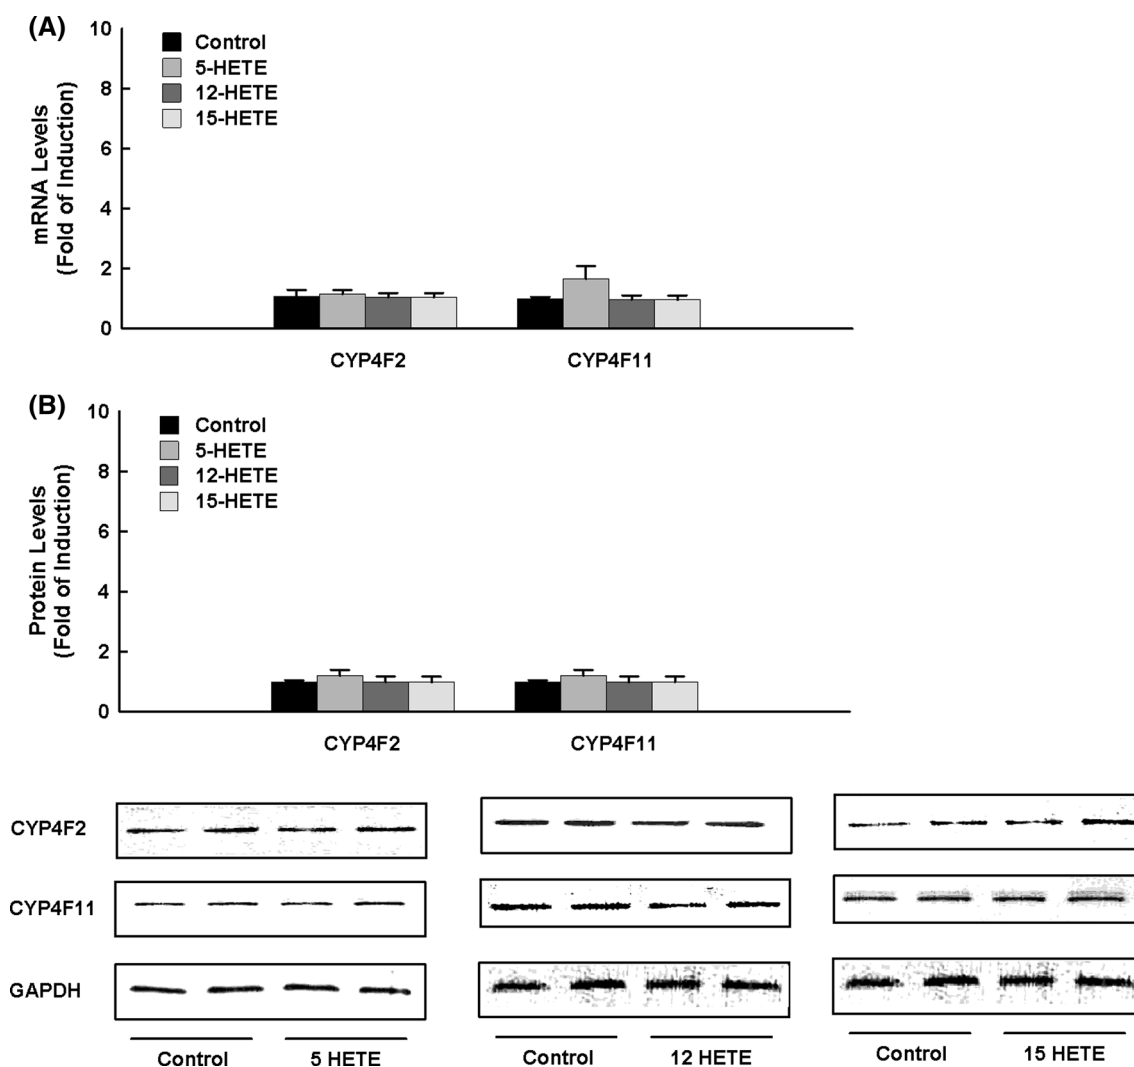 (A)
10
8
6
4
2
0
mRNA Levels
(Fold of Induction)
Control
5-HETE
12-HETE
15-HETE
CYP4F2
CYP4F11
(B)
10
8
6
4
2
0
Protein Levels
(Fold of Induction)
Control
5-HETE
12-HETE
15-HETE
CYP4F2
CYP4F11
CYP4F2
CYP4F11
GAPDH
Control
5 HETE
Control
12 HETE
Control
15 HETE